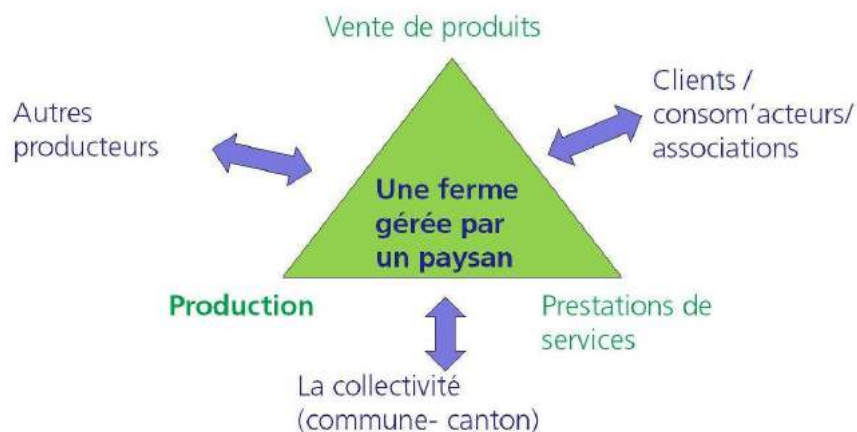 Vente de produits
Autres
producteurs
Clients /
consom'acteurs/
associations
Une ferme
gérée par
un paysan
Production
Prestations de
services
La collectivité
(commune- canton)